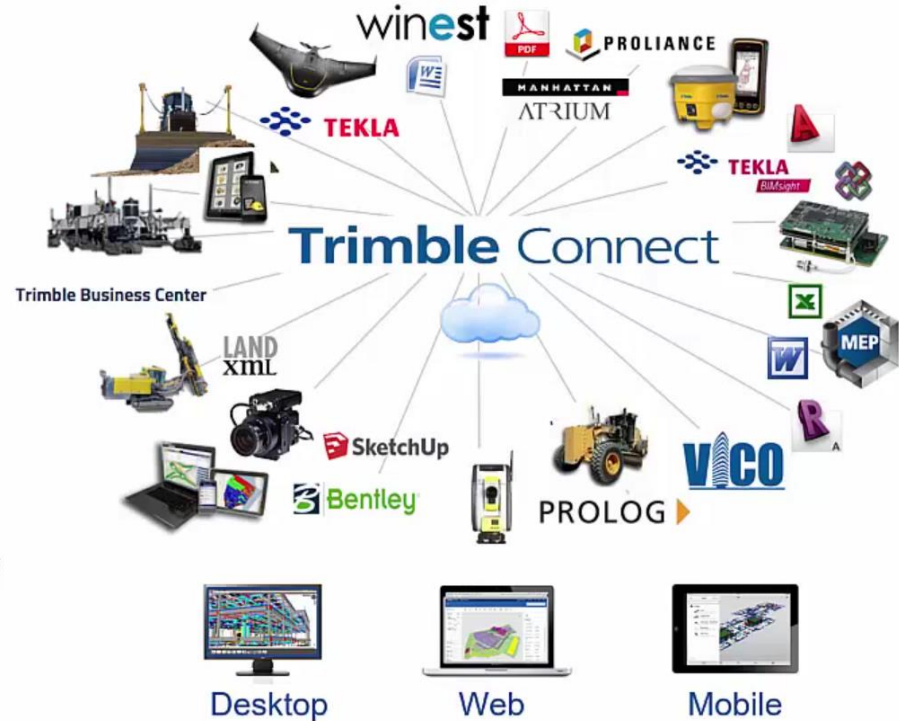 winest
PDF
PROLIANCE
W
MANHATTAN
ATRIUM
TEKLA
A
TEKLA
BIMsight
Trimble Connect
Trimble Business Center
X
MEP
W
LAND
xmL
R
A
SketchUp
VICO
B Bentley
PROLOG
Desktop
Web
Mobile